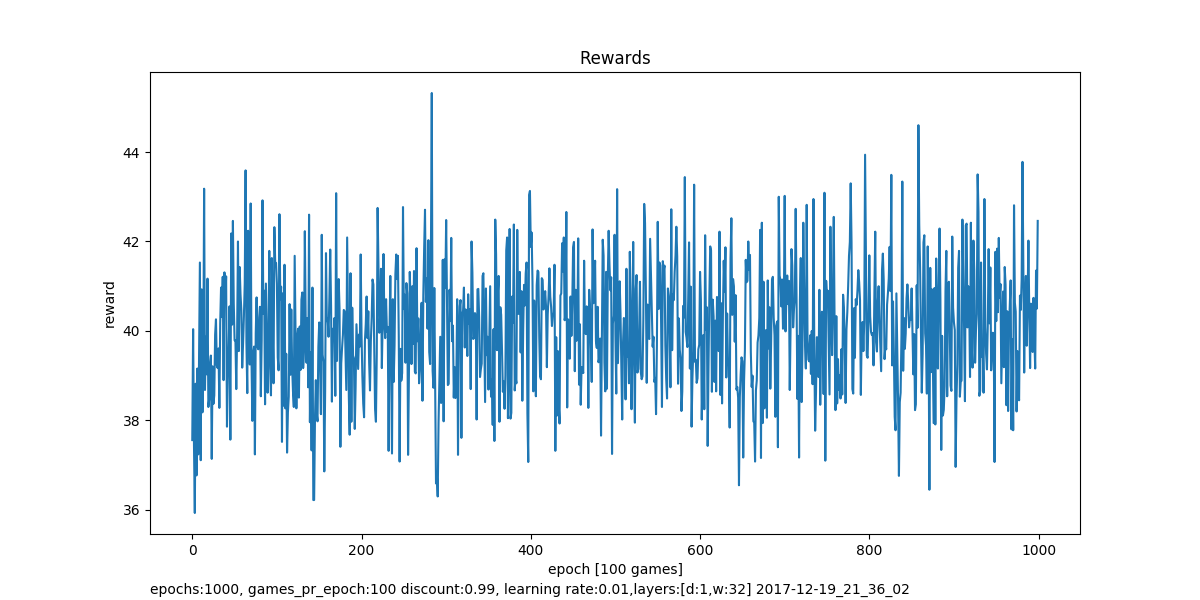 Rewards
44
42
40
38
36
reward
0 200 400 600 800 1000
epoch [100 games]
epochs:1000, games_pr_epoch:100 discount:0.99, learning rate:0.01,layers:[d:1,w:32] 2017-12-19_21_36_02